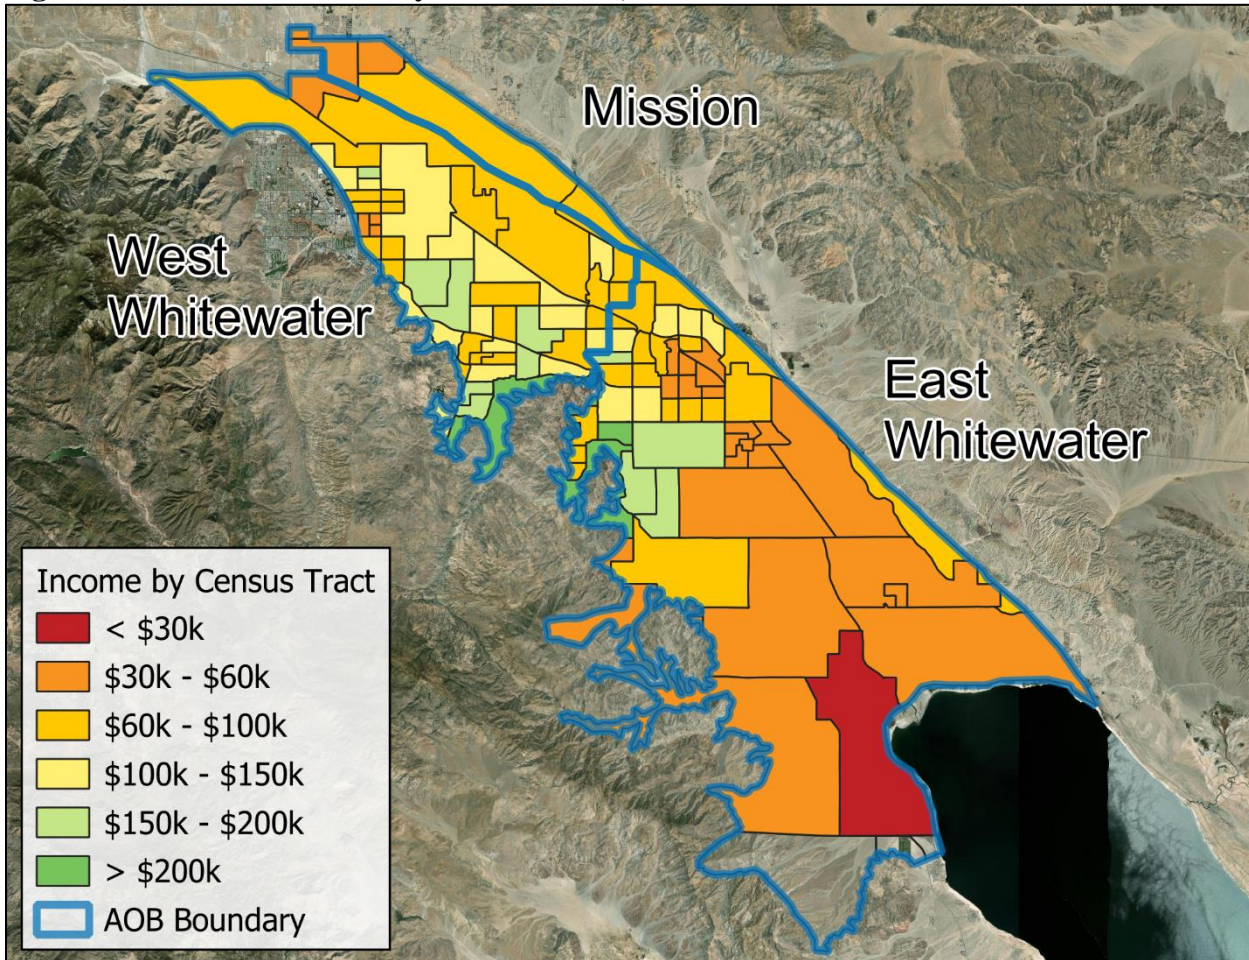 Mission
West
Whitewater
East
Whitewater
Income by Census Tract
< $30k
$30k - $60k
$60k - $100k
$100k - $150k
$150k - $200k
> $200k
AOB Boundary